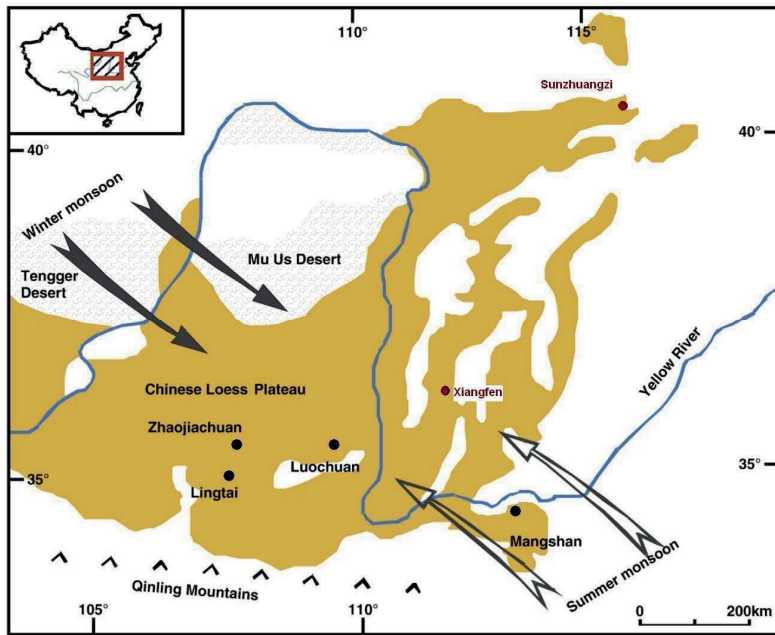 110°
115°
Sunzhuangzi
40°
40°
Winter monsoon
Mu Us Desert
Tengger
Desert
Yellow River
Chinese Loess Plateau
Xiangfen
Zhaojiachuan
Luochuan
35°
35°
Lingtai
Mangshan
Summer monsoon
Qinling Mountains
105°
110°
0
200km